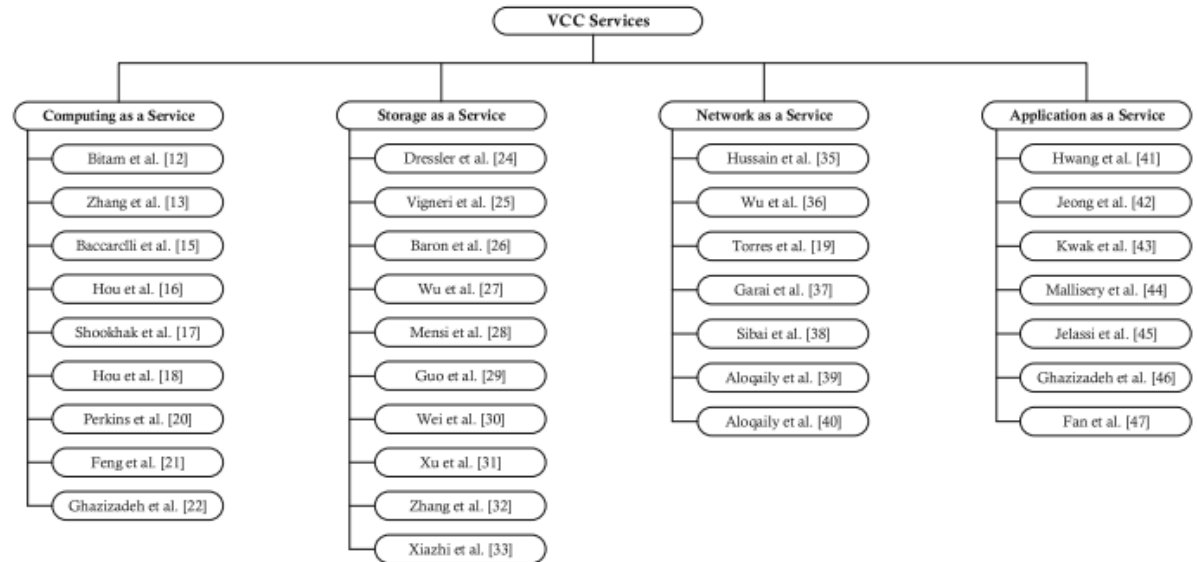 VCC Services
Computing as a Service
Bitam et al. [12]
Zhang et al. [13]
Baccarelli et al. [15]
Hou et al. [16]
Shookhak et al. [17]
Hou et al. [18]
Perkins et al. [20]
Feng et al. [21]
Ghazizadeh et al. [22]
Storage as a Service
Dressler et al. [24]
Vigneri et al. [25]
Baron et al. [26]
Wu et al. [27]
Mensi et al. [28]
Guo et al. [29]
Wei et al. [30]
Xu et al. [31]
Zhang et al. [32]
Xiazhi et al. [33]
Network as a Service
Hussain et al. [35]
Wu et al. [36]
Torres et al. [19]
Garai et al. [37]
Sibai et al. [38]
Aloqaily et al. [39]
Aloqaily et al. [40]
Application as a Service
Hwang et al. [41]
Jeong et al. [42]
Kwak et al. [43]
Mallisery et al. [44]
Jelassi et al. [45]
Ghazizadeh et al. [46]
Fan et al. [47]